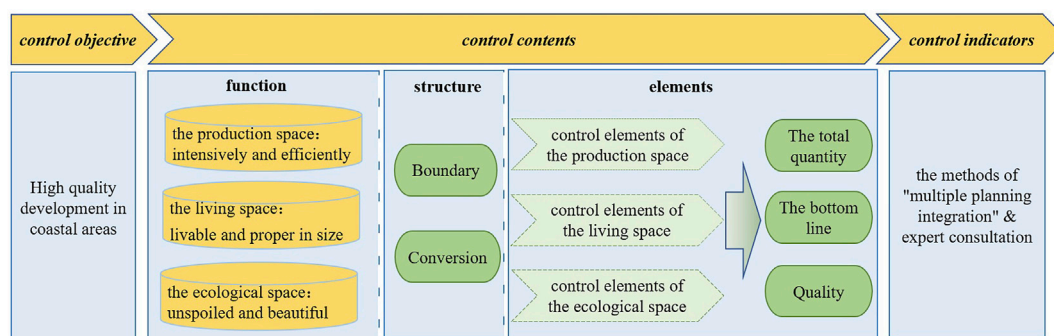 control objective
control contents
control indicators
High quality
development in
coastal areas
function
the production space：
intensively and efficiently
the living space：
livable and proper in size
the ecological space：
unspoiled and beautiful
structure
Boundary
Conversion
elements
control elements of
the production space
control elements of
the living space
control elements of
the ecological space
The total
quantity
The bottom
line
Quality
the methods of
"multiple planning
integration" &
expert consultation